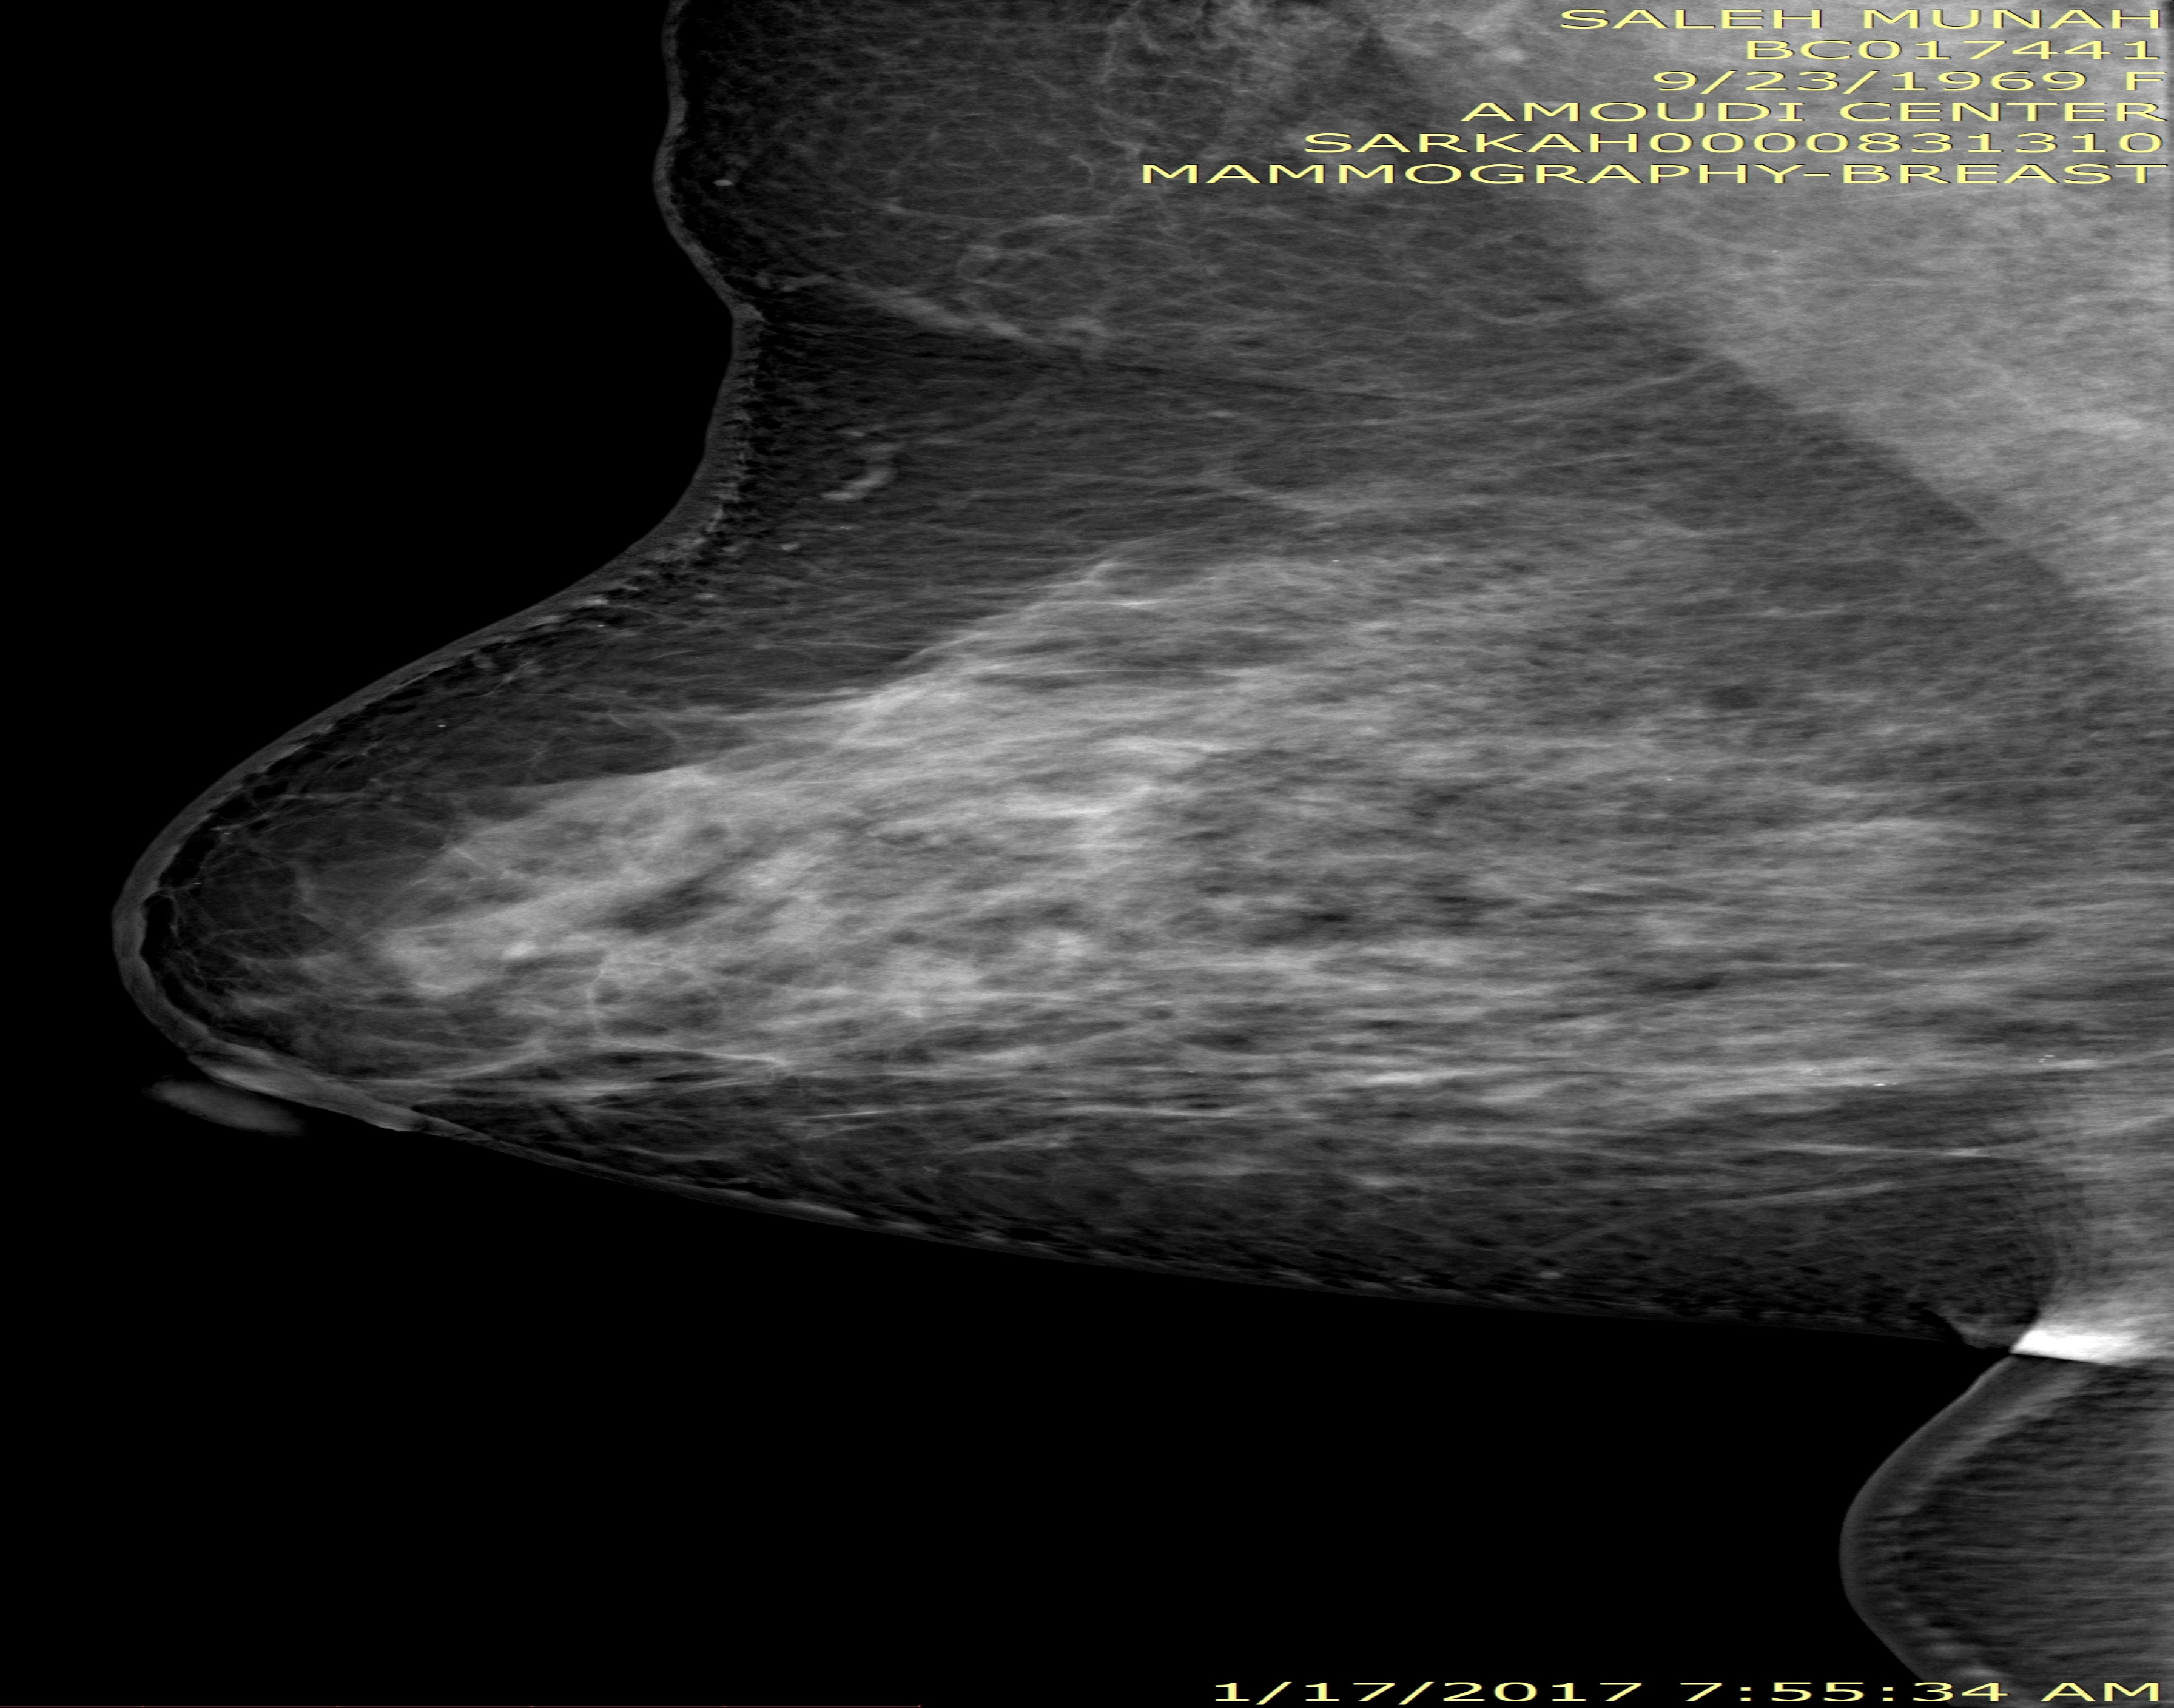 SALEH MUNAH
BC017441
9/23/1969 F
AMOUDI CENTER
SARKAH0000831310
MAMMOGRAPHY-BREAST
1/17/2017 7:55:34 AM